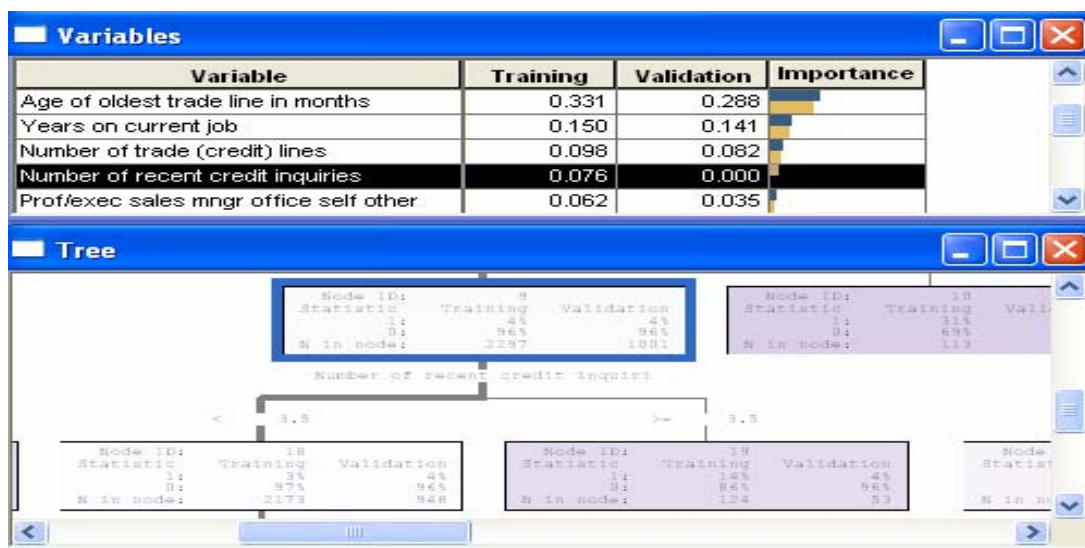 Variables
Variable Training Validation Importance
Age of oldest trade line in months 0.331 0.288
Years on current job 0.150 0.141
Number of trade (credit) lines 0.098 0.082
Number of recent credit inquiries 0.076 0.000
Prof/exec sales mngr office self other 0.062 0.035
Tree
Node ID: 9
Statistic Training Validation
1: 4% 4%
0: 96% 96%
N in node: 2297 1001
Node ID: 10
Statistic Training Vali
1: 31%
0: 69%
N in node: 113
Number of recent credit inquiri
< 3.5
>= 3.5
Node ID: 18
Statistic Training Validation
1: 3% 4%
0: 97% 96%
N in node: 2173 948
Node ID: 19
Statistic Training Validation
1: 14% 4%
0: 86% 96%
N in node: 124 53
Node
Statist
1:
0:
N in no